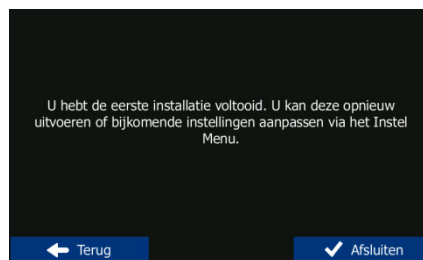 U hebt de eerste installatie voltooid. U kan deze opnieuw
uitvoeren of bijkomende instellingen aanpassen via het Instel
Menu.
Terug
Afsluiten